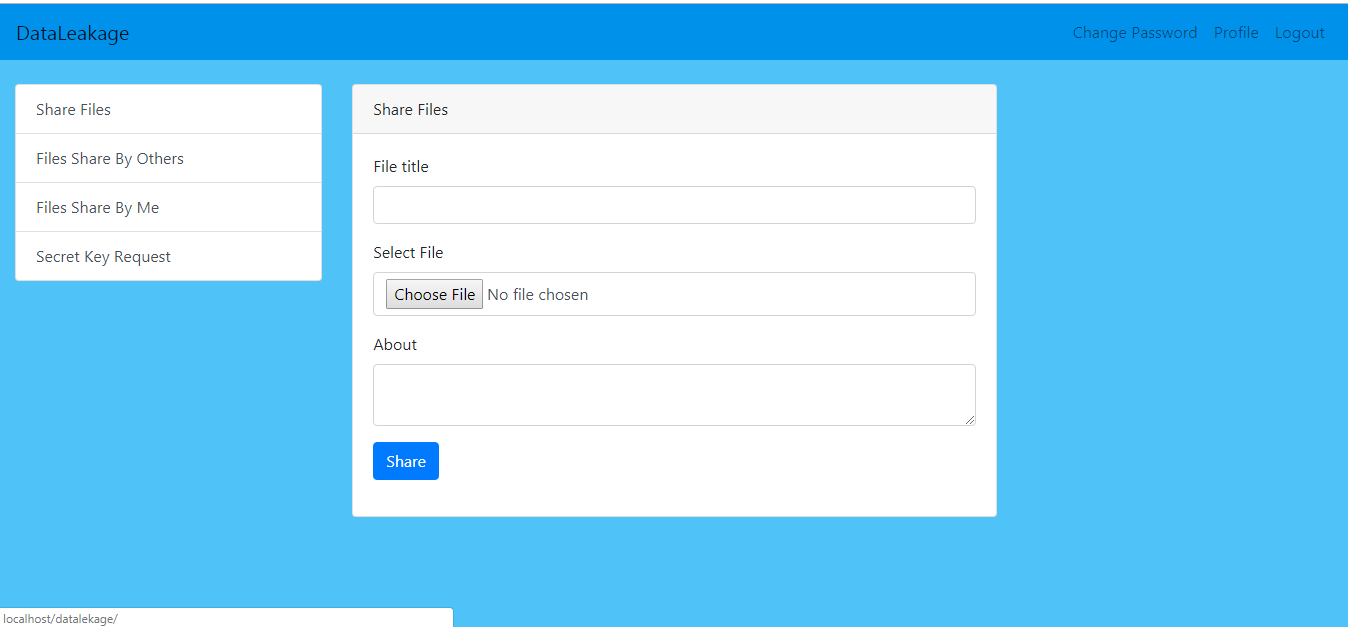 DataLeakage
Change Password Profile Logout
Share Files
Files Share By Others
Files Share By Me
Secret Key Request
Share Files
File title
Select File
Choose File No file chosen
About
Share
localhost/datalekage/